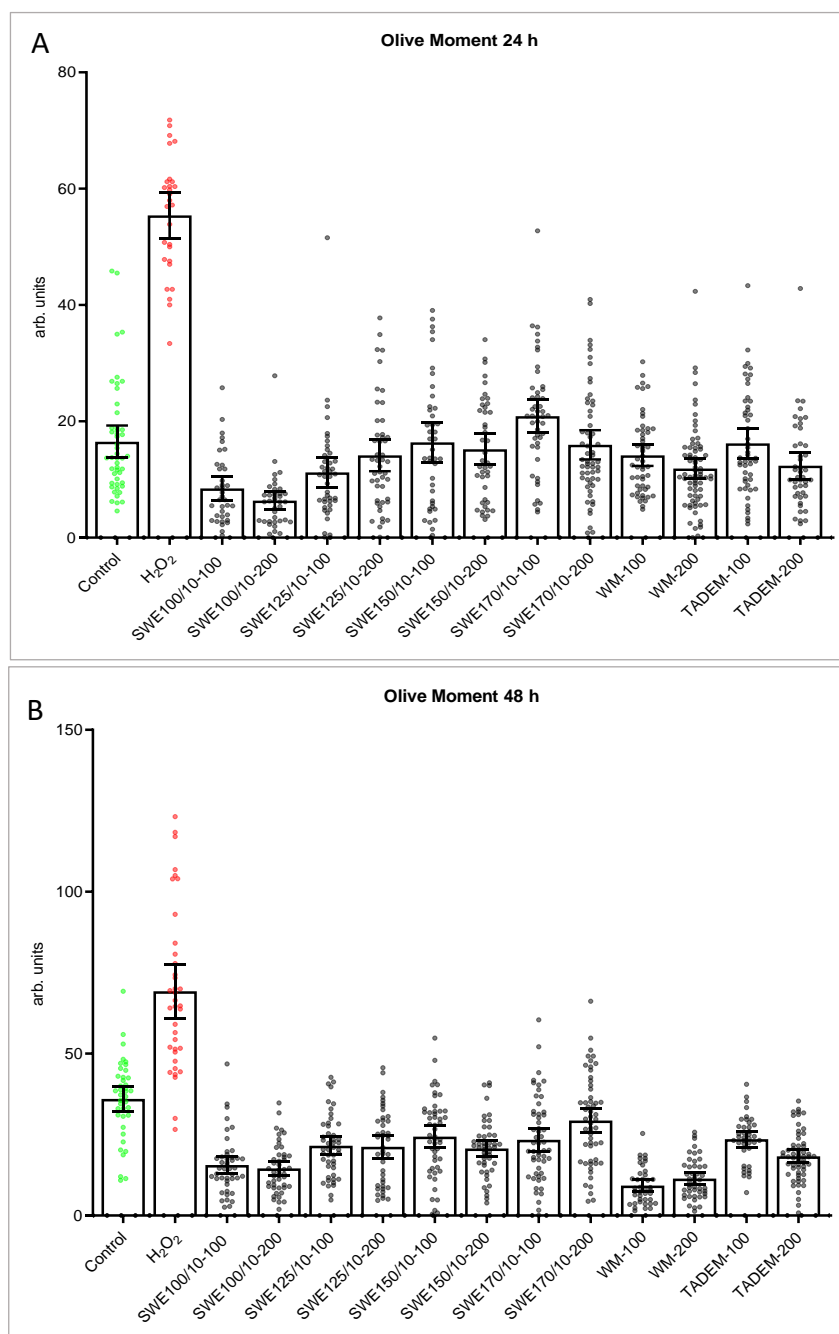 A
Olive Moment 24 h
80
60
40
20
0
arb. units
Control
H₂O₂
SWE100/10-100
SWE100/10-200
SWE125/10-100
SWE125/10-200
SWE150/10-100
SWE150/10-200
SWE170/10-100
SWE170/10-200
WM-100
WM-200
TADEM-100
TADEM-200
B
Olive Moment 48 h
150
100
50
0
arb. units
Control
H₂O₂
SWE100/10-100
SWE100/10-200
SWE125/10-100
SWE125/10-200
SWE150/10-100
SWE150/10-200
SWE170/10-100
SWE170/10-200
WM-100
WM-200
TADEM-100
TADEM-200